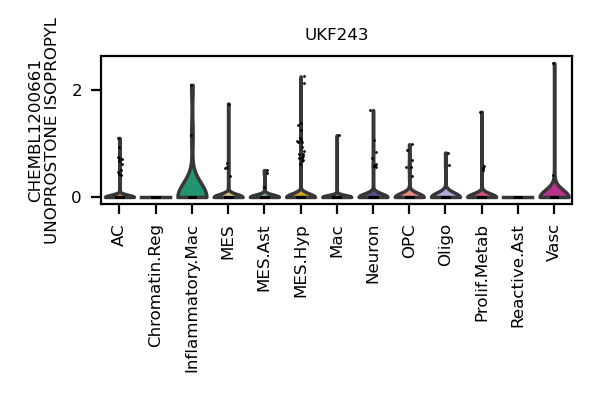 UKF243
CHEMBL1200661
UNOPROSTONE ISOPROPYL
2
0
AC
Chromatin.Reg
Inflammatory.Mac
MES
MES.Ast
MES.Hyp
Mac
Neuron
OPC
Oligo
Prolif.Metab
Reactive.Ast
Vasc